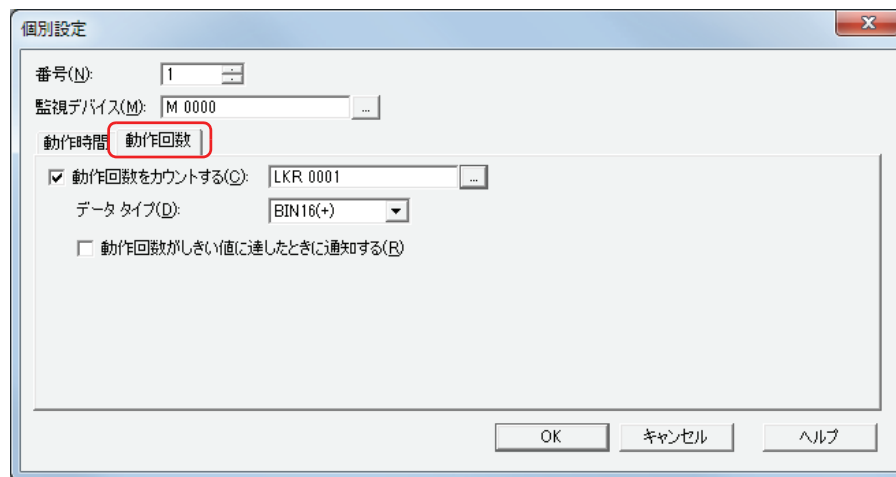 個別設定
番号(N): 1
監視デバイス(M): M 0000 ...
動作時間 動作回数
動作回数をカウントする(C): LKR 0001 ...
データ タイプ(D): BIN16(+)
動作回数がしきい値に達したときに通知する(R)
OK キャンセル ヘルプ